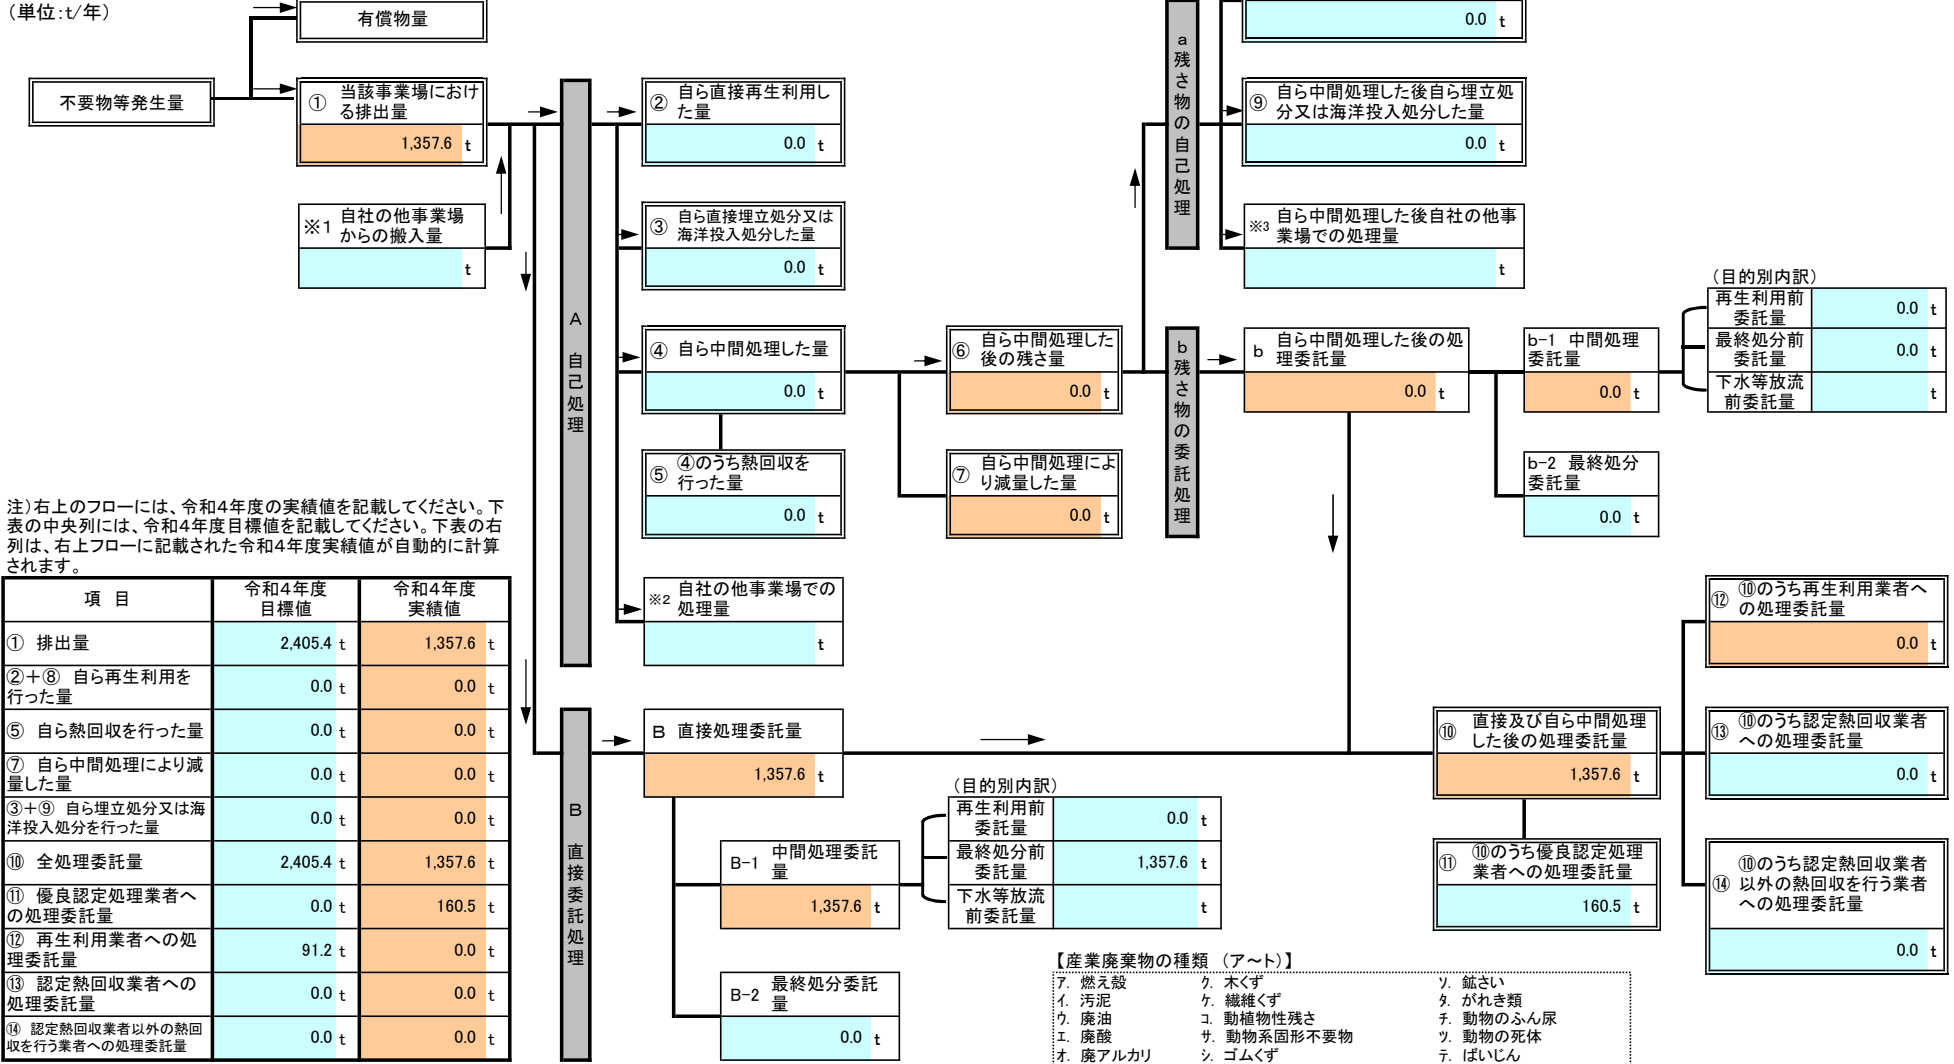 (単位:t/年)
有償物量
不要物等発生量
① 当該事業場におけ
る排出量
1,357.6 t
※1 自社の他事業場
からの搬入量
t
A
自
己
処
理
② 自ら直接再生利用し
た量
0.0 t
③ 自ら直接埋立処分又は
海洋投入処分した量
0.0 t
④ 自ら中間処理した量
0.0 t
⑤ ④のうち熱回収を
行った量
0.0 t
※2 自社の他事業場での
処理量
t
⑥ 自ら中間処理した
後の残さ量
0.0 t
⑦ 自ら中間処理によ
り減量した量
0.0 t
a
残
さ
物
の
自
己
処
理
0.0 t
⑨ 自ら中間処理した後自ら埋立処
分又は海洋投入処分した量
0.0 t
※3 自ら中間処理した後自社の他事
業場での処理量
t
b
残
さ
物
の
委
託
処
理
b 自ら中間処理した後の処
理委託量
0.0 t
b-1 中間処理
委託量
0.0 t
b-2 最終処分
委託量
0.0 t
(目的別内訳)
再生利用前
委託量 0.0 t
最終処分前
委託量 0.0 t
下水等放流
前委託量 t
注)右上のフローには、令和4年度の実績値を記載してください。下
表の中央列には、令和4年度目標値を記載してください。下表の右
列は、右上フローに記載された令和4年度実績値が自動的に計算
されます。
項 目 令和4年度
目標値 令和4年度
実績値
① 排出量 2,405.4 t 1,357.6 t
②+⑧ 自ら再生利用を
行った量 0.0 t 0.0 t
⑤ 自ら熱回収を行った量 0.0 t 0.0 t
⑦ 自ら中間処理により減
量した量 0.0 t 0.0 t
③+⑨ 自ら埋立処分又は海
洋投入処分を行った量 0.0 t 0.0 t
⑩ 全処理委託量 2,405.4 t 1,357.6 t
⑪ 優良認定処理業者へ
の処理委託量 0.0 t 160.5 t
⑫ 再生利用業者への処
理委託量 91.2 t 0.0 t
⑬ 認定熱回収業者への
処理委託量 0.0 t 0.0 t
⑭ 認定熱回収業者以外の熱回
収を行う業者への処理委託量 0.0 t 0.0 t
B
直
接
委
託
処
理
B 直接処理委託量
1,357.6 t
B-1 中間処理委託
量
1,357.6 t
B-2 最終処分委託
量
0.0 t
(目的別内訳)
再生利用前
委託量 0.0 t
最終処分前
委託量 1,357.6 t
下水等放流
前委託量 t
⑩ 直接及び自ら中間処理
した後の処理委託量
1,357.6 t
⑪ ⑩のうち優良認定処理
業者への処理委託量
160.5 t
⑫ ⑩のうち再生利用業者へ
の処理委託量
0.0 t
⑬ ⑩のうち認定熱回収業者
への処理委託量
0.0 t
⑭ ⑩のうち認定熱回収業者
以外の熱回収を行う業者
への処理委託量
0.0 t
【産業廃棄物の種類 (ア~ト)】
ア. 燃え殻 ク. 木くず ソ. 鉱さい
イ. 汚泥 ケ. 繊維くず タ. がれき類
ウ. 廃油 コ. 動植物性残さ チ. 動物のふん尿
エ. 廃酸 サ. 動物系固形不要物 ツ. 動物の死体
オ. 廃アルカリ シ. ゴムくず テ. ばいじん